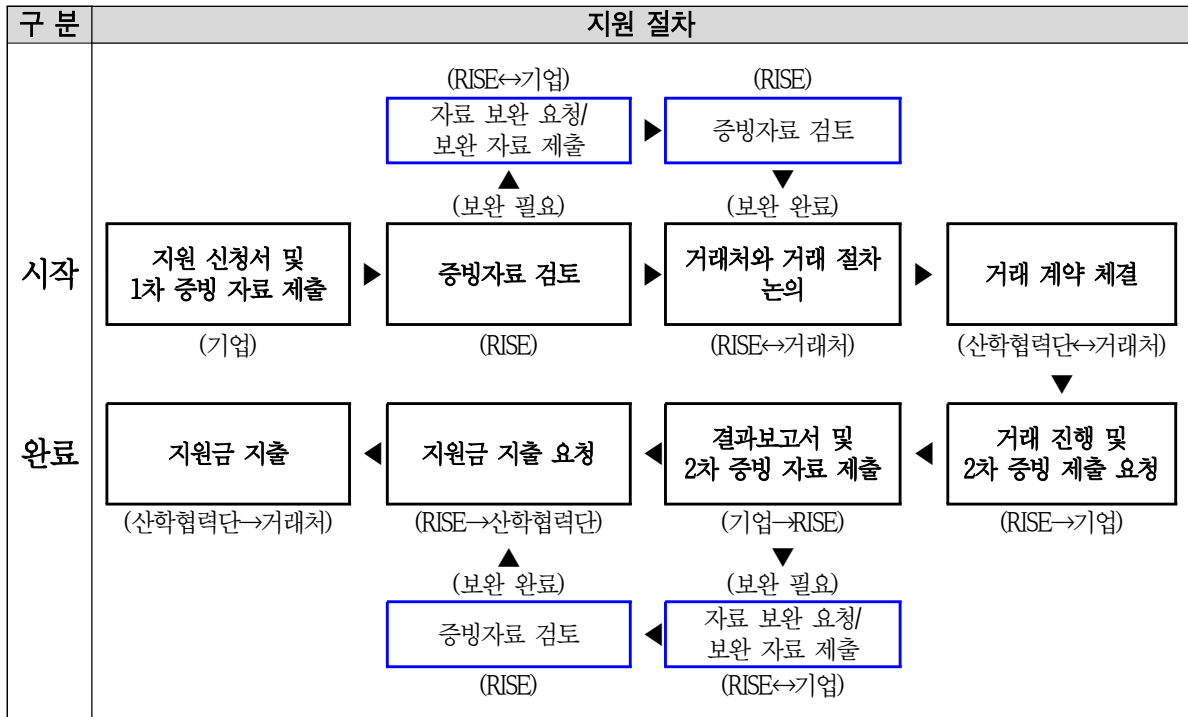 구 분
지원 절차
(RISE↔기업)
(RISE)
자료 보완 요청/
보완 자료 제출
▶
증빙자료 검토
▲
▼
(보완 필요)
(보완 완료)
시작
지원 신청서 및
1차 증빙 자료 제출
▶
증빙자료 검토
▶
거래처와 거래 절차
논의
▶
거래 계약 체결
(기업)
(RISE)
(RISE↔거래처)
(산학협력단↔거래처)
▼
완료
지원금 지출
◀
지원금 지출 요청
◀
결과보고서 및
2차 증빙 자료 제출
◀
거래 진행 및
2차 증빙 제출 요청
(산학협력단→거래처)
(RISE→산학협력단)
(기업→RISE)
(RISE→기업)
▲
▼
(보완 완료)
(보완 필요)
증빙자료 검토
◀
자료 보완 요청/
보완 자료 제출
(RISE)
(RISE↔기업)